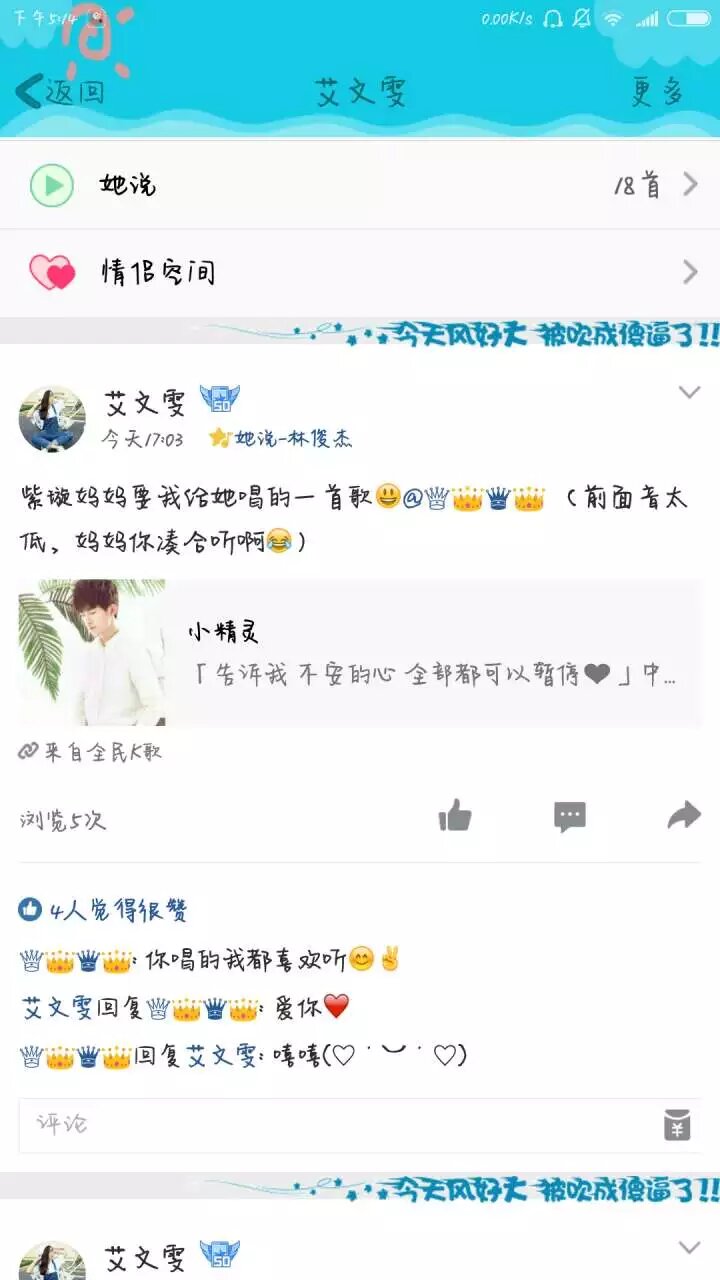 下午5:14 0.00K/s
返回 艾文雯 更多
她说 18首
情侣空间
今天风好大 被吹成傻逼了!!
艾文雯 50
今天17:03 她说-林俊杰
紫璇妈妈要我给她唱的一首歌😃@♕👑♛👑 (前面音太
低，妈妈你凑合听啊😂)
小精灵
「告诉我 不安的心 全部都可以暂停❤」中...
来自全民K歌
浏览5次
4人觉得很赞
♕👑♛👑: 你唱的我都喜欢听😊✌
艾文雯回复♕👑♛👑: 爱你❤
♕👑♛👑回复艾文雯: 嘻嘻(♡˙︶˙♡)
评论 ¥
今天风好大 被吹成傻逼了!!
艾文雯 50